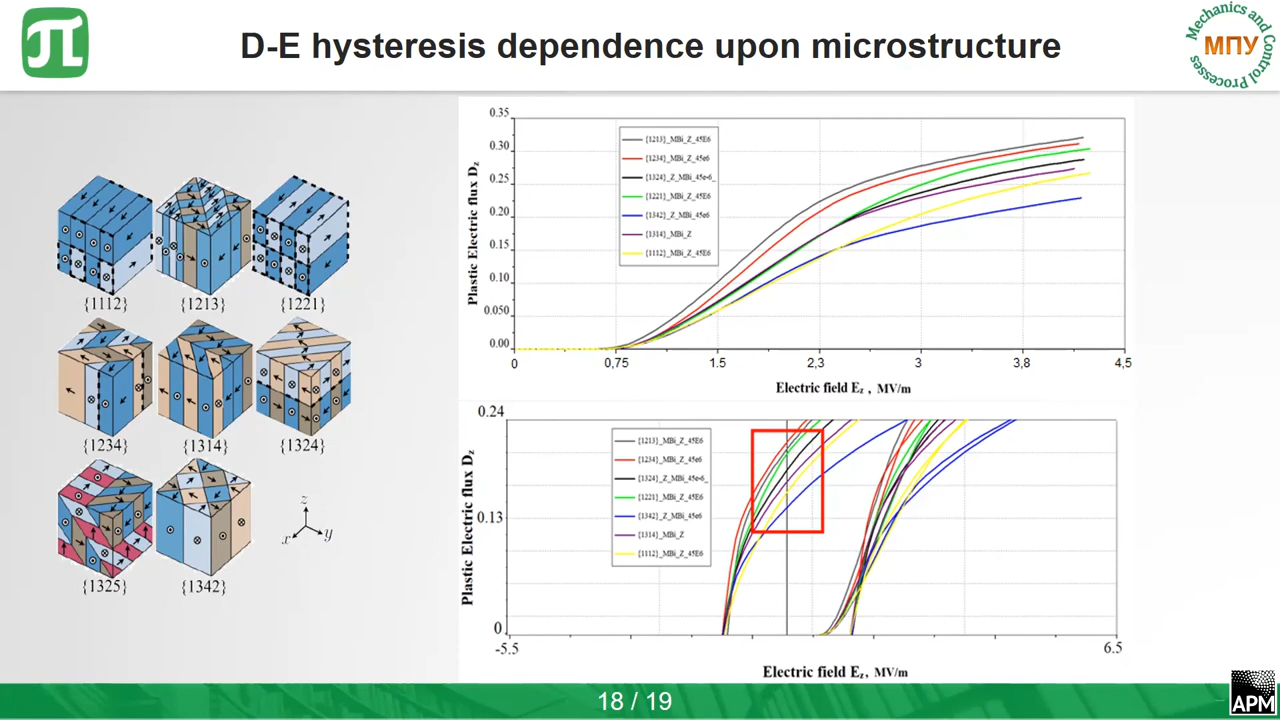 D-E hysteresis dependence upon microstructure
Mechanics and Control Processes
МПУ
{1112} {1213} {1221}
{1234} {1314} {1324}
{1325} {1342}
z
x
y
0.35
0.30
0.25
0.20
0.15
0.10
0.050
0.00
Plastic Electric flux Dz
{1213}_MBi_Z_45E6
{1234}_MBi_Z_45e6
{1324}_Z_MBi_45e+6_
{1221}_MBi_Z_45E6
{1342}_Z_MBi_45e6
{1314}_MBi_Z
{1112}_MBi_Z_45E6
0 0,75 1.5 2,3 3 3,8 4,5
Electric field Ez , MV/m
0.24
0.13
0
Plastic Electric flux Dz
{1213}_MBi_Z_45E6
{1234}_MBi_Z_45e6
{1324}_Z_MBi_45e+6_
{1221}_MBi_Z_45E6
{1342}_Z_MBi_45e6
{1314}_MBi_Z
{1112}_MBi_Z_45E6
-5.5 6.5
Electric field Ez, MV/m
18 / 19
APM